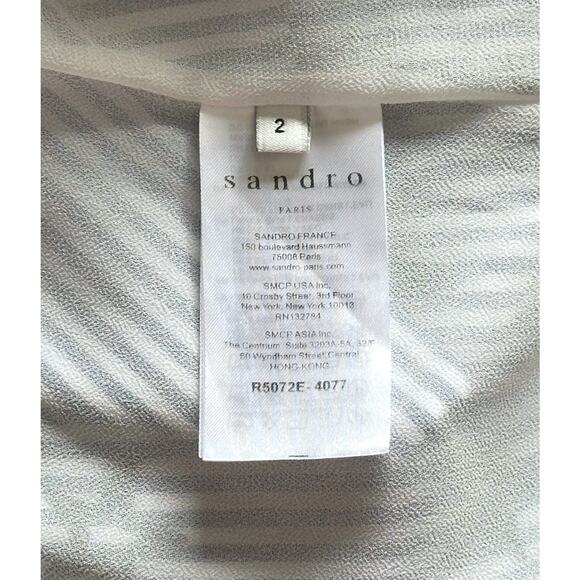 2
sandro
PARIS
SANDRO FRANCE
150 boulevard Haussmann
75008 Paris
www.sandro-paris.com
SMCP USA Inc.
10 Crosby Street, 3rd Floor
New York, New York 10013
RN132784
SMCP ASIA Inc.
The Centrium, Suite 3203A-5A, 32/F
60 Wyndham Street, Central
HONG-KONG
R5072E-4077